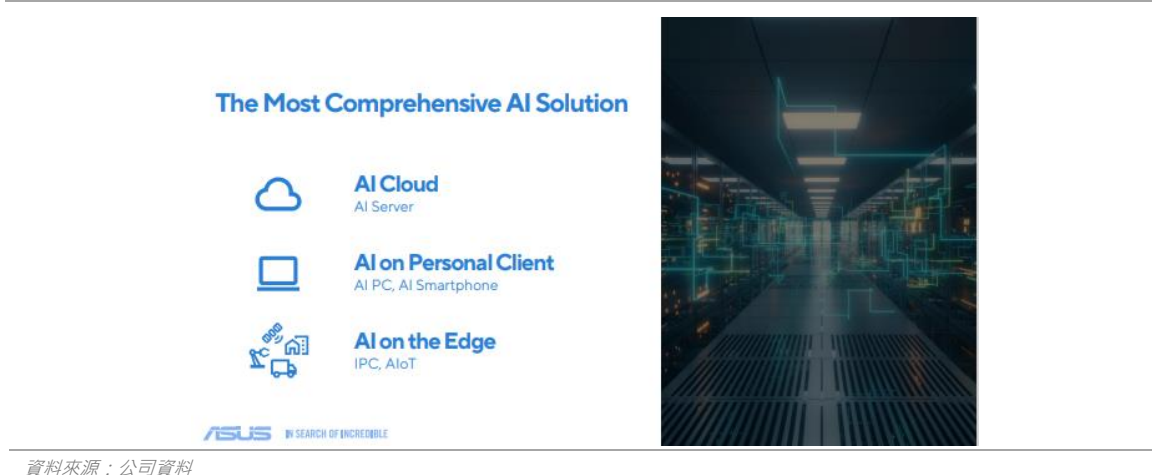 The Most Comprehensive AI Solution
AI Cloud
AI Server
AI on Personal Client
AI PC, AI Smartphone
AI on the Edge
IPC, AIoT
ASUS IN SEARCH OF INCREDIBLE
資料來源：公司資料